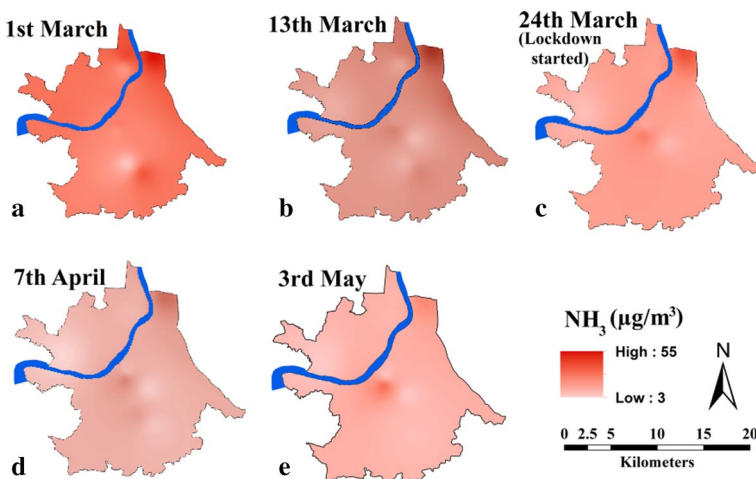 1st March
13th March
24th March
(Lockdown
started)
a
b
c
7th April
3rd May
d
e
NH₃ (µg/m³)
High : 55
Low : 3
N
0 2.5 5 10 15 20
Kilometers